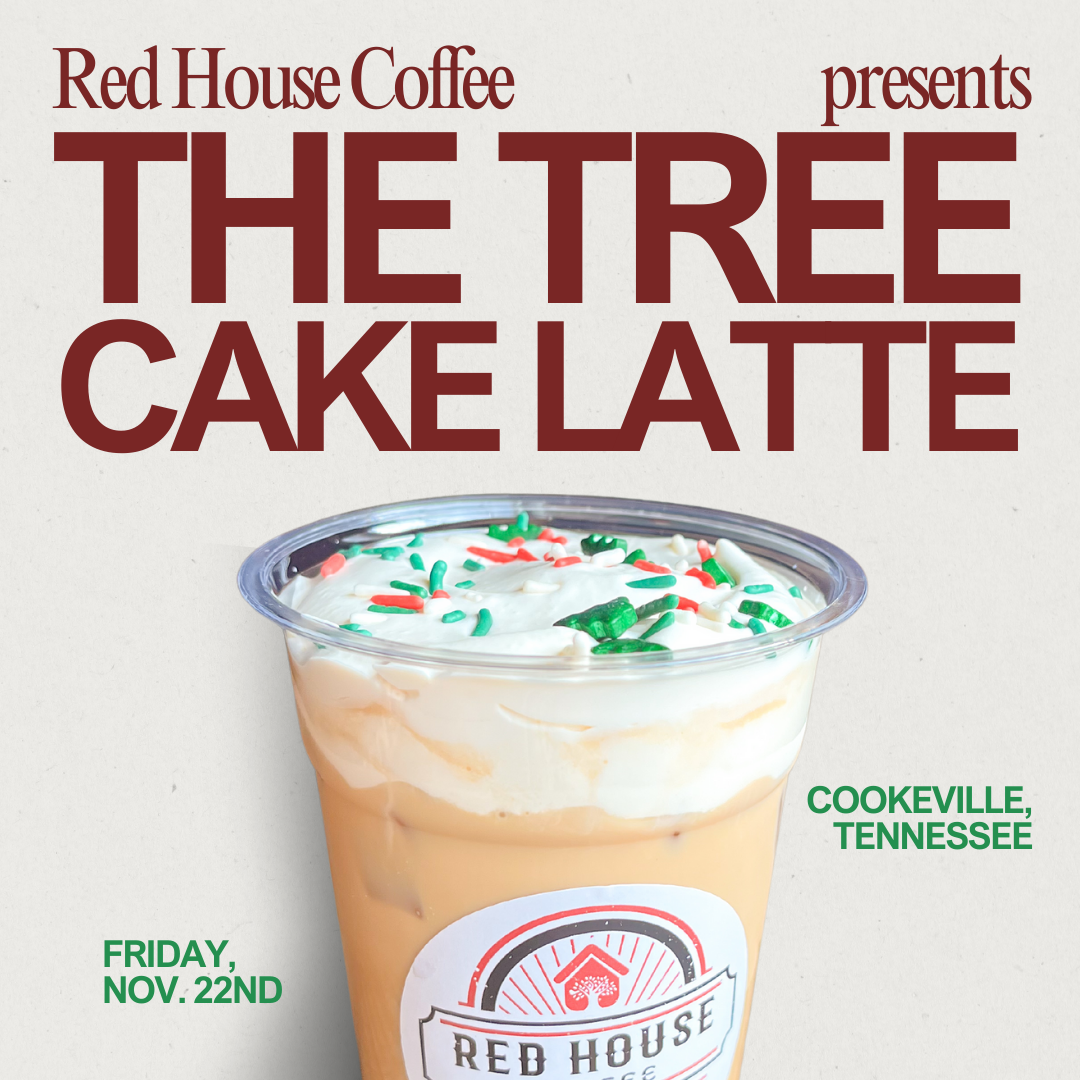 Red House Coffee presents
THE TREE
CAKE LATTE
COOKEVILLE,
TENNESSEE
FRIDAY,
NOV. 22ND
RED HOUSE